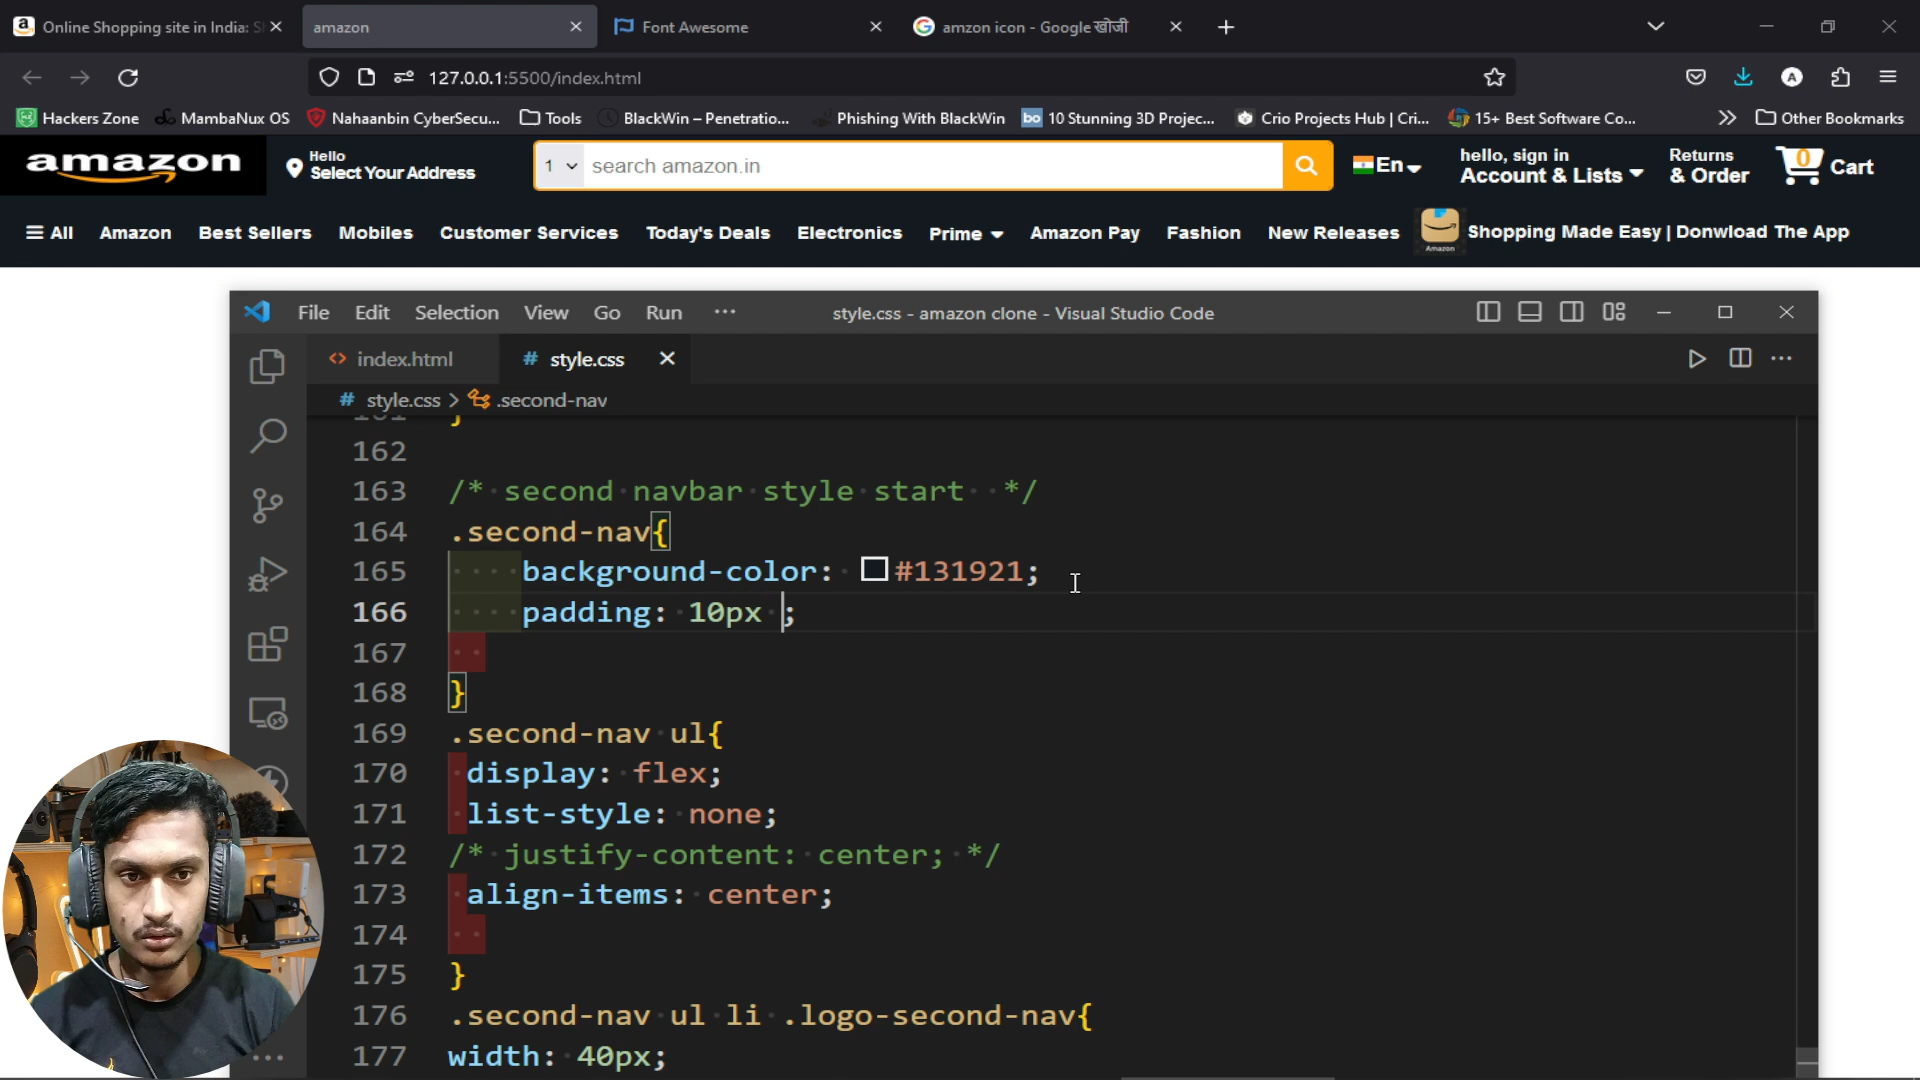 Online Shopping site in India: S
amazon
Font Awesome
amzon icon - Google खोजी
127.0.0.1:5500/index.html
Hackers Zone
MambaNux OS
Nahaanbin CyberSecu...
Tools
BlackWin – Penetratio...
Phishing With BlackWin
bo 10 Stunning 3D Projec...
Crio Projects Hub | Cri...
15+ Best Software Co...
Other Bookmarks
amazon
Hello
Select Your Address
1
search amazon.in
En
hello, sign in
Account & Lists
Returns
& Order
0
Cart
All
Amazon
Best Sellers
Mobiles
Customer Services
Today's Deals
Electronics
Prime
Amazon Pay
Fashion
New Releases
Amazon
Shopping Made Easy | Donwload The App
File Edit Selection View Go Run ···
style.css - amazon clone - Visual Studio Code
<> index.html
# style.css
# style.css > .second-nav
161 }
162
163 /* second navbar style start  */
164 .second-nav{
165 background-color: #131921;
166 padding: 10px ;
167
168 }
169 .second-nav ul{
170 display: flex;
171 list-style: none;
172 /* justify-content: center; */
173 align-items: center;
174
175 }
176 .second-nav ul li .logo-second-nav{
177 width: 40px;